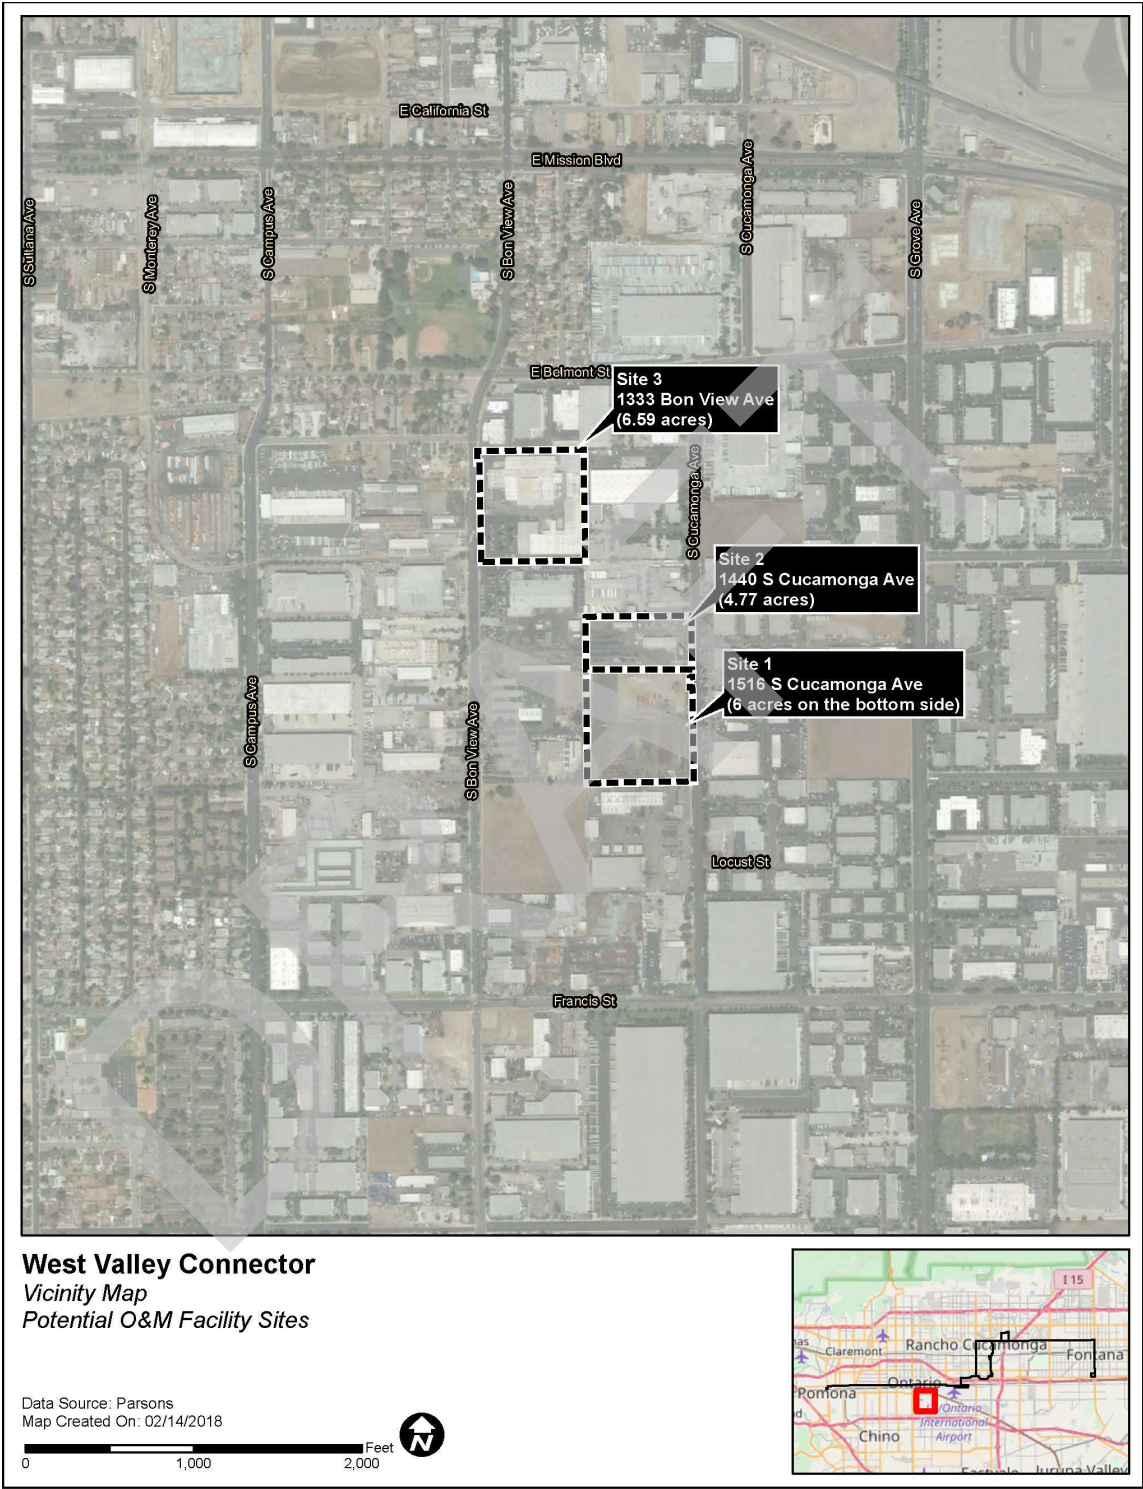 E California St
E Mission Blvd
S Sultana Ave
S Monterey Ave
S Campus Ave
S Bon View Ave
S Cucamonga Ave
S Grove Ave
E Belmont St
Site 3
1333 Bon View Ave
(6.59 acres)
S Cucamonga Ave
Site 2
1440 S Cucamonga Ave
(4.77 acres)
Site 1
1516 S Cucamonga Ave
(6 acres on the bottom side)
S Campus Ave
S Bon View Ave
Locust St
Francis St
DRAFT
West Valley Connector
Vicinity Map
Potential O&M Facility Sites
Data Source: Parsons
Map Created On: 02/14/2018
Feet
0 1,000 2,000
N
I 15
Claremont
Rancho Cucamonga
Fontana
Pomona
Ontario
/Ontario
International
Airport
Chino
Jurupa Valley